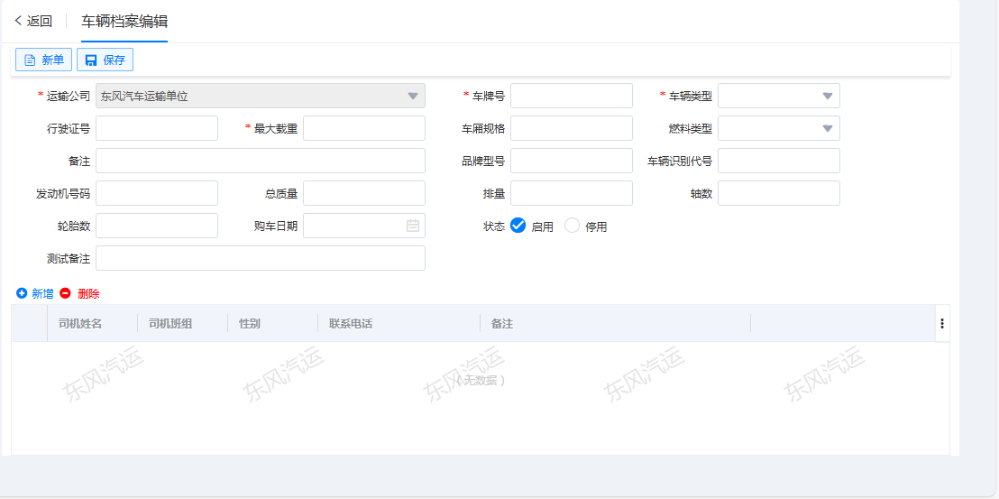 返回 车辆档案编辑
新单 保存
* 运输公司 东风汽车运输单位 * 车牌号 * 车辆类型
行驶证号 * 最大载重 车厢规格 燃料类型
备注 品牌型号 车辆识别代号
发动机号码 总质量 排量 轴数
轮胎数 购车日期 状态 启用 停用
测试备注
新增 删除
司机姓名 司机班组 性别 联系电话 备注
东风汽运 东风汽运 东风汽运 东风汽运 东风汽运
(无数据)